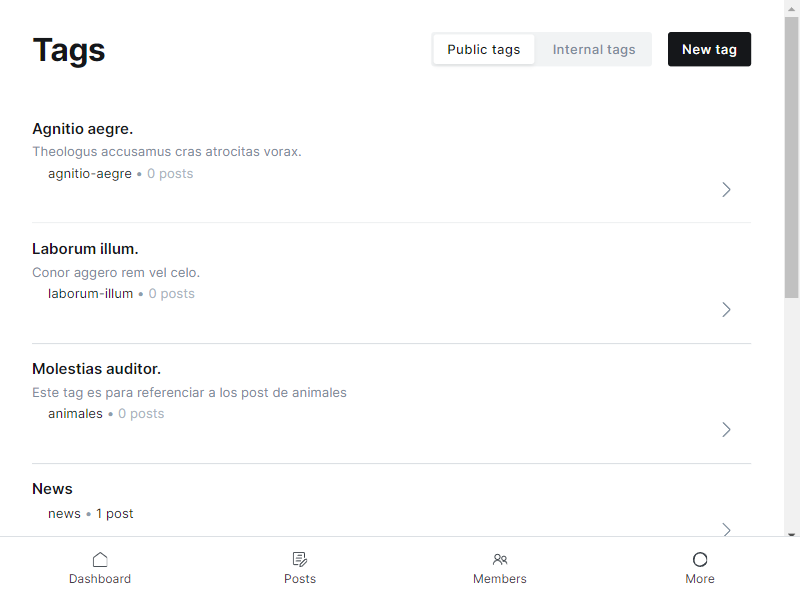 Tags
Public tags
Internal tags
New tag
Agnitio aegre.
Theologus accusamus cras atrocitas vorax.
agnitio-aegre • 0 posts
Laborum illum.
Conor aggero rem vel celo.
laborum-illum • 0 posts
Molestias auditor.
Este tag es para referenciar a los post de animales
animales • 0 posts
News
news • 1 post
Dashboard
Posts
Members
More